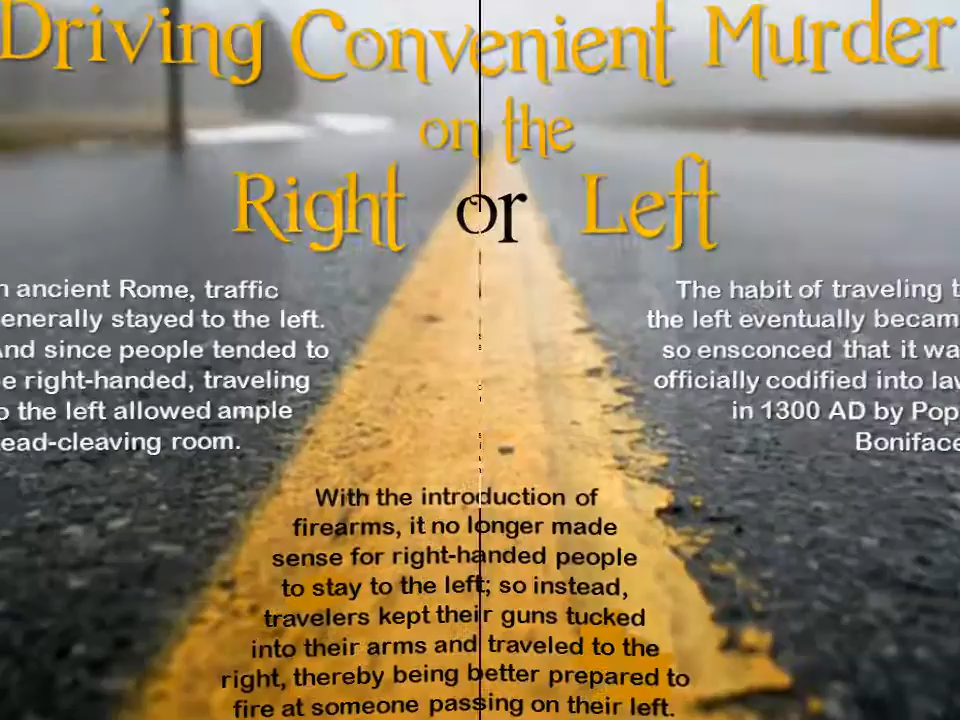 Driving Convenient Murder
on the
Right or Left
n ancient Rome, traffic
enerally stayed to the left.
And since people tended to
e right-handed, traveling
o the left allowed ample
ead-cleaving room.
The habit of traveling t
the left eventually becam
so ensconced that it wa
officially codified into law
in 1300 AD by Pop
Boniface
With the introduction of
firearms, it no longer made
sense for right-handed people
to stay to the left; so instead,
travelers kept their guns tucked
into their arms and traveled to the
right, thereby being better prepared to
fire at someone passing on their left.